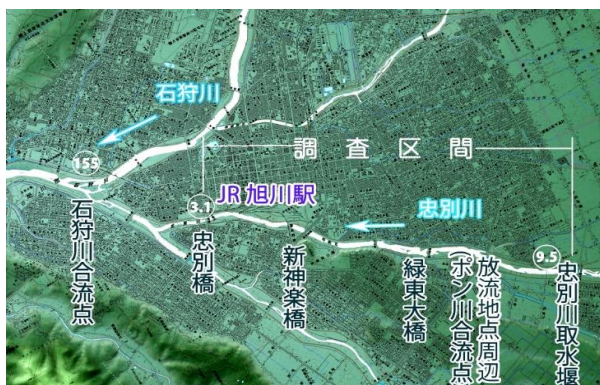 石狩川
調査区間
155
JR 旭川駅
3.1
忠別川
9.5
石狩川合流点
忠別橋
新神楽橋
緑東大橋
放流地点周辺
(ポン川合流点
忠別川取水堰